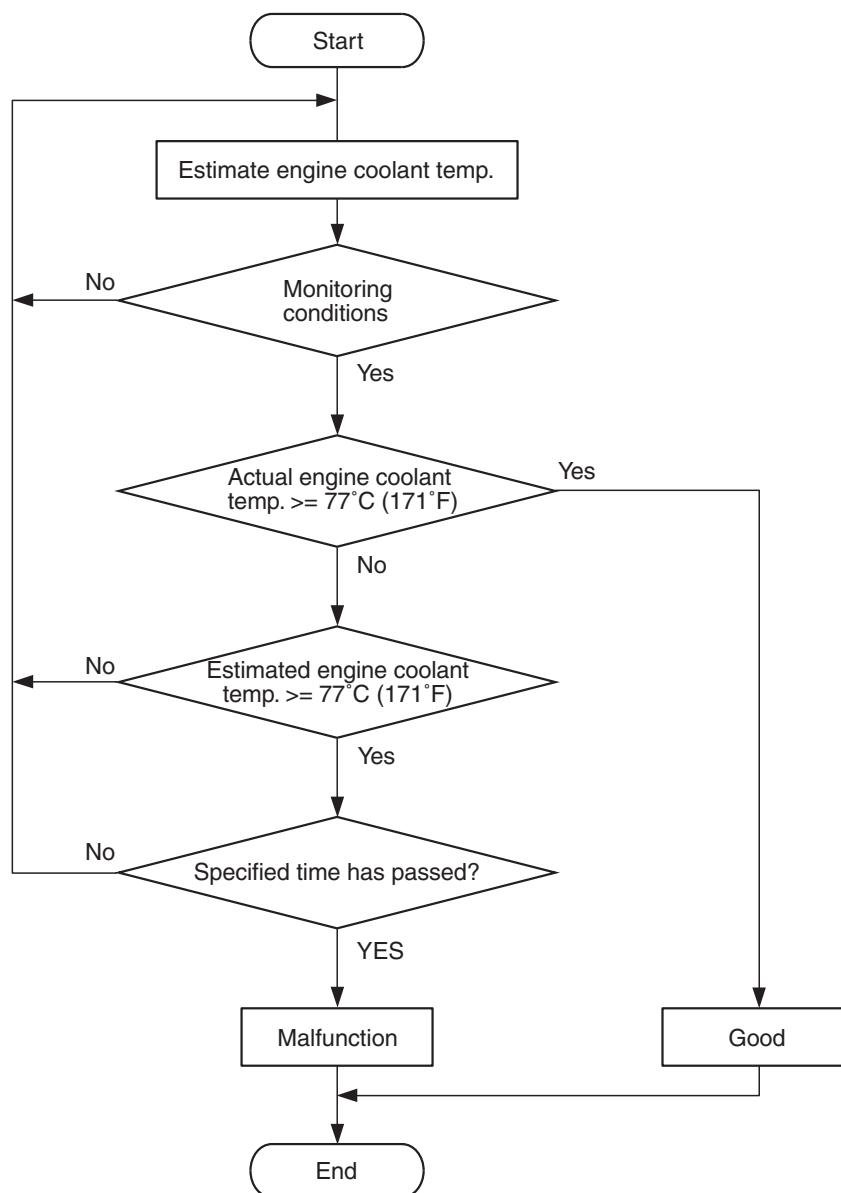 Start
Estimate engine coolant temp.
No
Monitoring
conditions
Yes
Actual engine coolant
temp. >= 77˚C (171˚F)
Yes
No
No
Estimated engine coolant
temp. >= 77˚C (171˚F)
Yes
No
Specified time has passed?
YES
Malfunction
Good
End